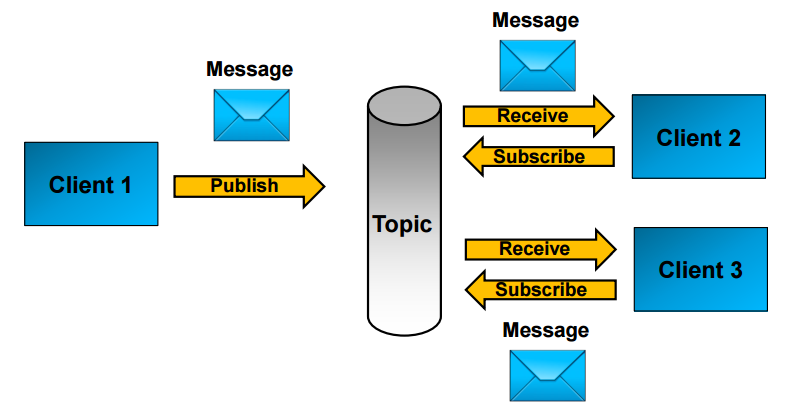 Message
Message
Client 1
Publish
Topic
Receive
Subscribe
Client 2
Receive
Subscribe
Client 3
Message